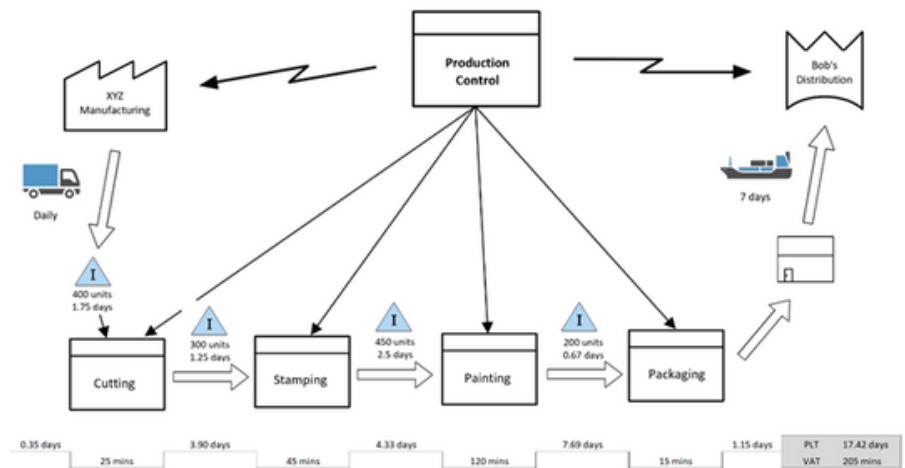 Production
Control
XYZ
Manufacturing
Bob's
Distribution
Daily
7 days
I
400 units
1.75 days
I
300 units
1.25 days
I
450 units
2.5 days
I
200 units
0.67 days
Cutting
Stamping
Painting
Packaging
0.35 days
3.90 days
4.33 days
7.69 days
1.15 days
PLT 17.42 days
25 mins
45 mins
120 mins
15 mins
VAT 205 mins